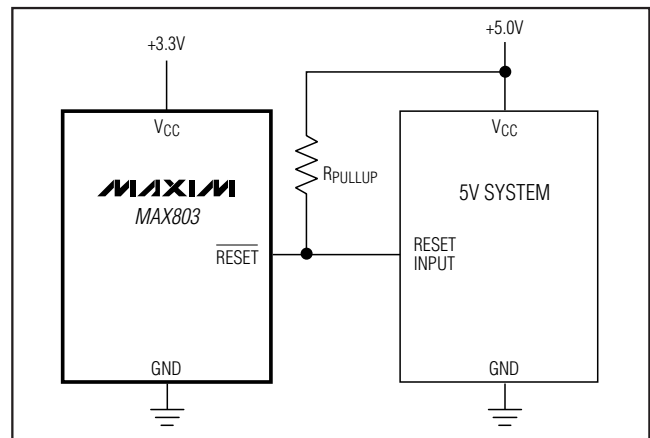 +3.3V
+5.0V
VCC
VCC
MAXIM
MAX803
RPULLUP
5V SYSTEM
RESET
RESET
INPUT
GND
GND